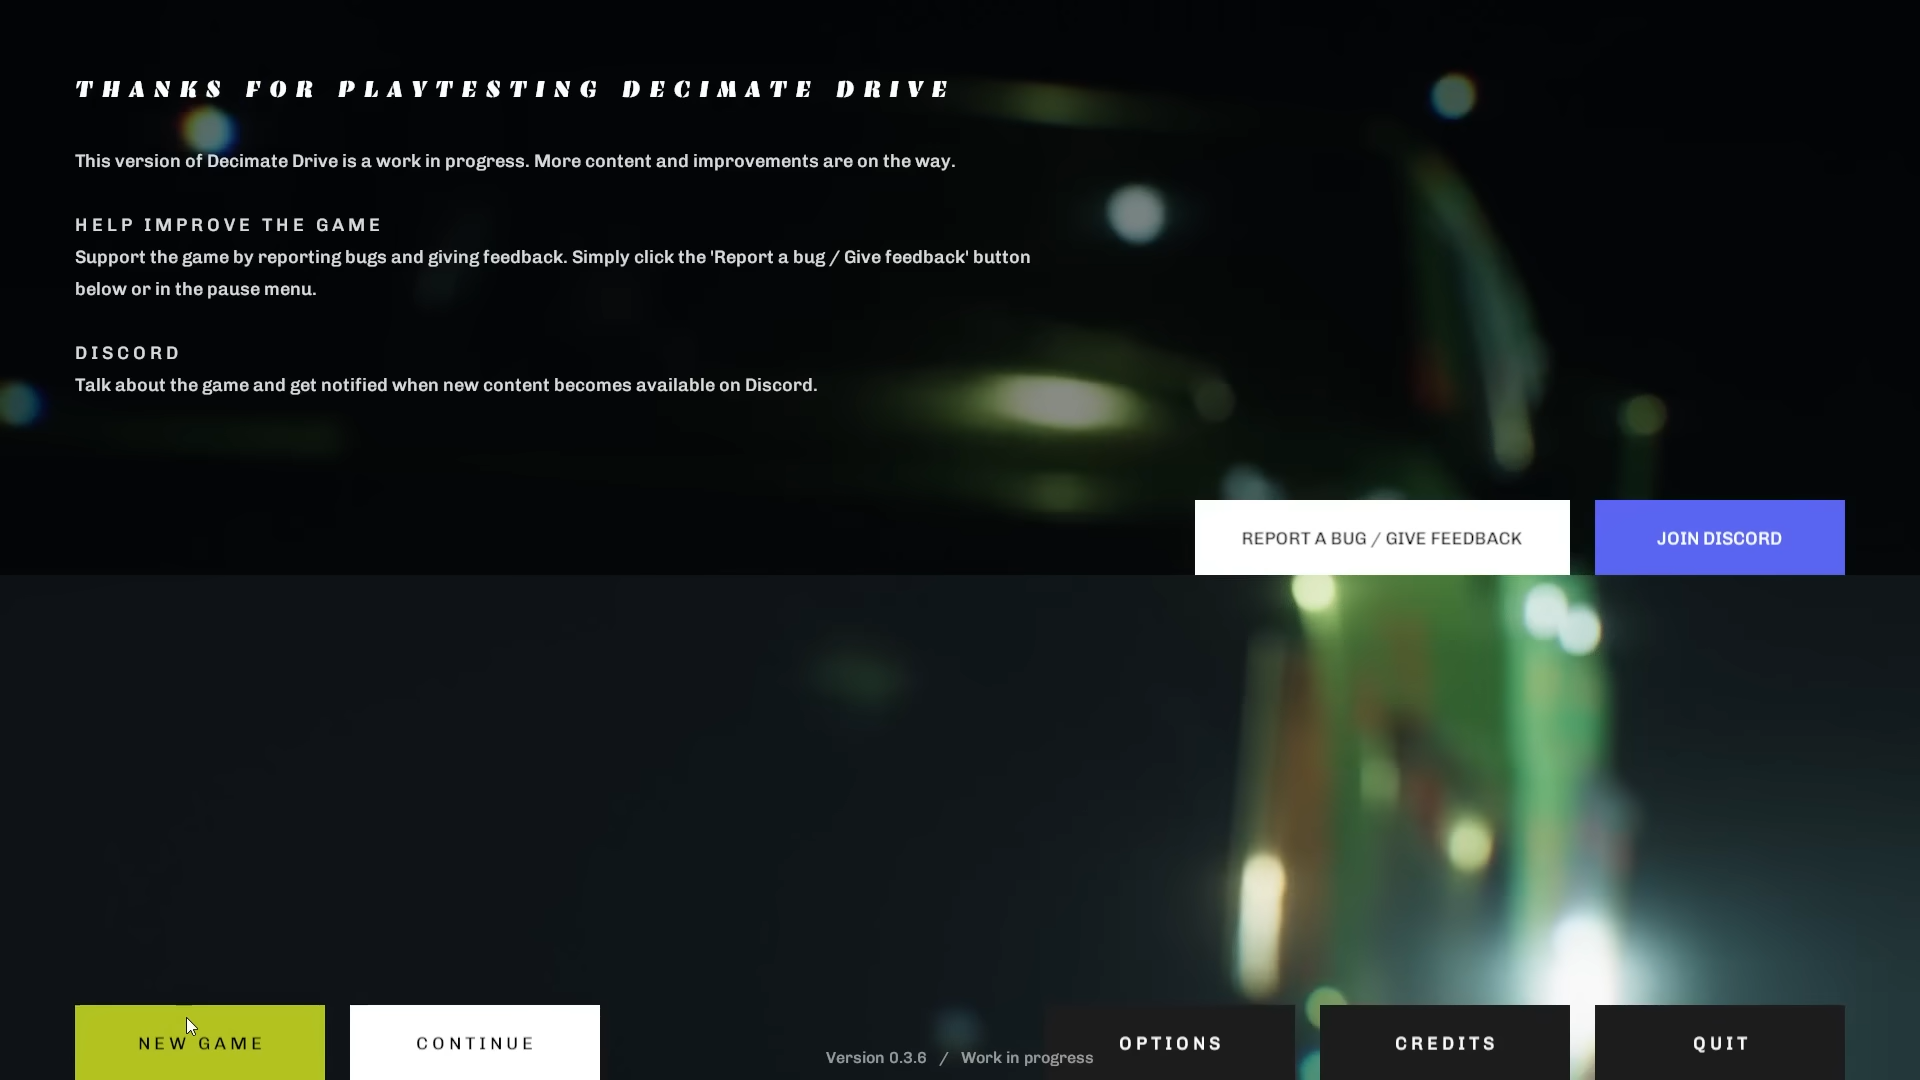 THANKS FOR PLAYTESTING DECIMATE DRIVE
This version of Decimate Drive is a work in progress. More content and improvements are on the way.
HELP IMPROVE THE GAME
Support the game by reporting bugs and giving feedback. Simply click the 'Report a bug / Give feedback' button
below or in the pause menu.
DISCORD
Talk about the game and get notified when new content becomes available on Discord.
REPORT A BUG / GIVE FEEDBACK
JOIN DISCORD
NEW GAME
CONTINUE
Version 0.3.6 / Work in progress
OPTIONS
CREDITS
QUIT